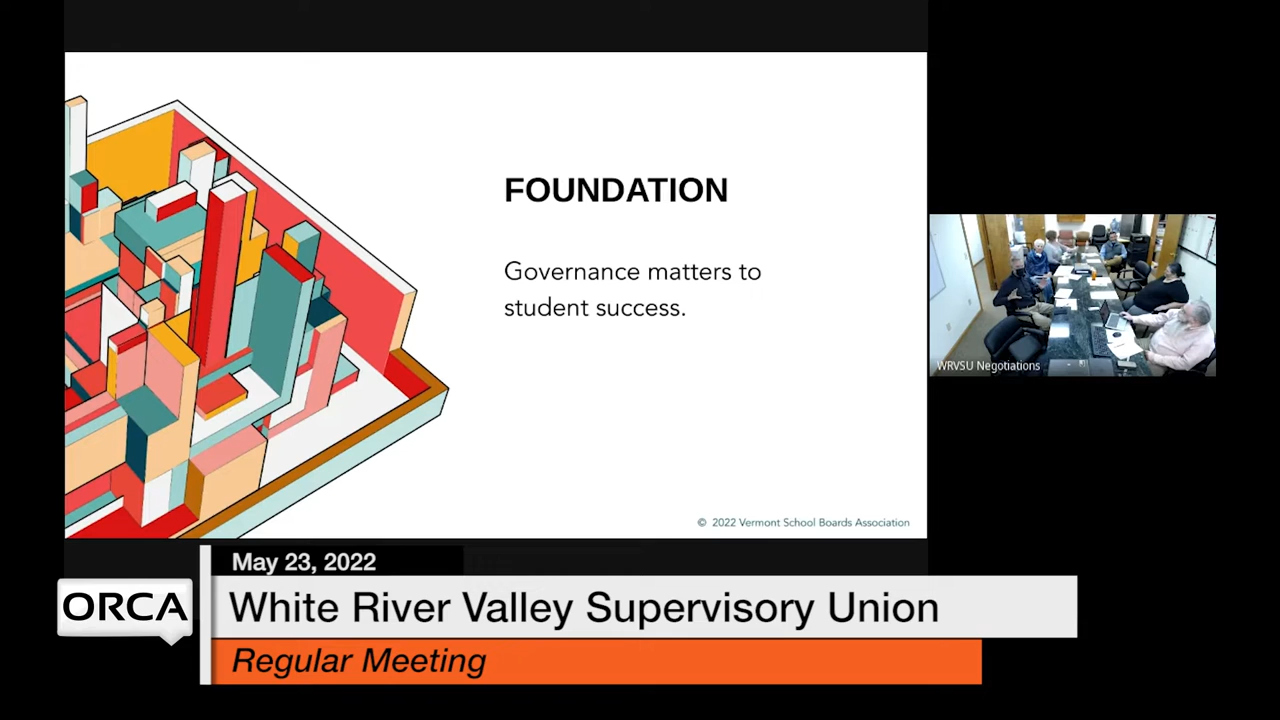 FOUNDATION
Governance matters to
student success.
© 2022 Vermont School Boards Association
WRVSU Negotiations
May 23, 2022
ORCA
White River Valley Supervisory Union
Regular Meeting